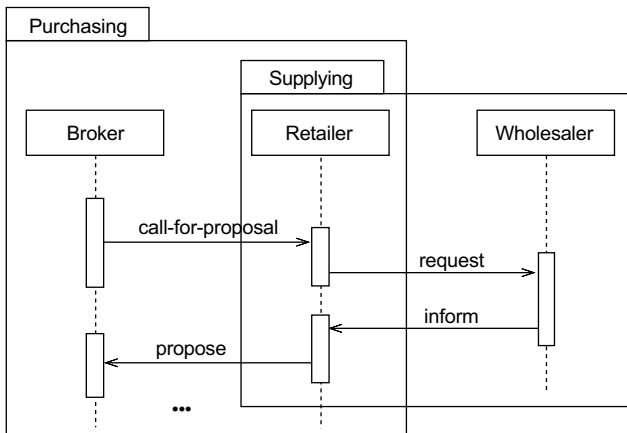 Purchasing
Supplying
Broker
Retailer
Wholesaler
call-for-proposal
request
inform
propose
...